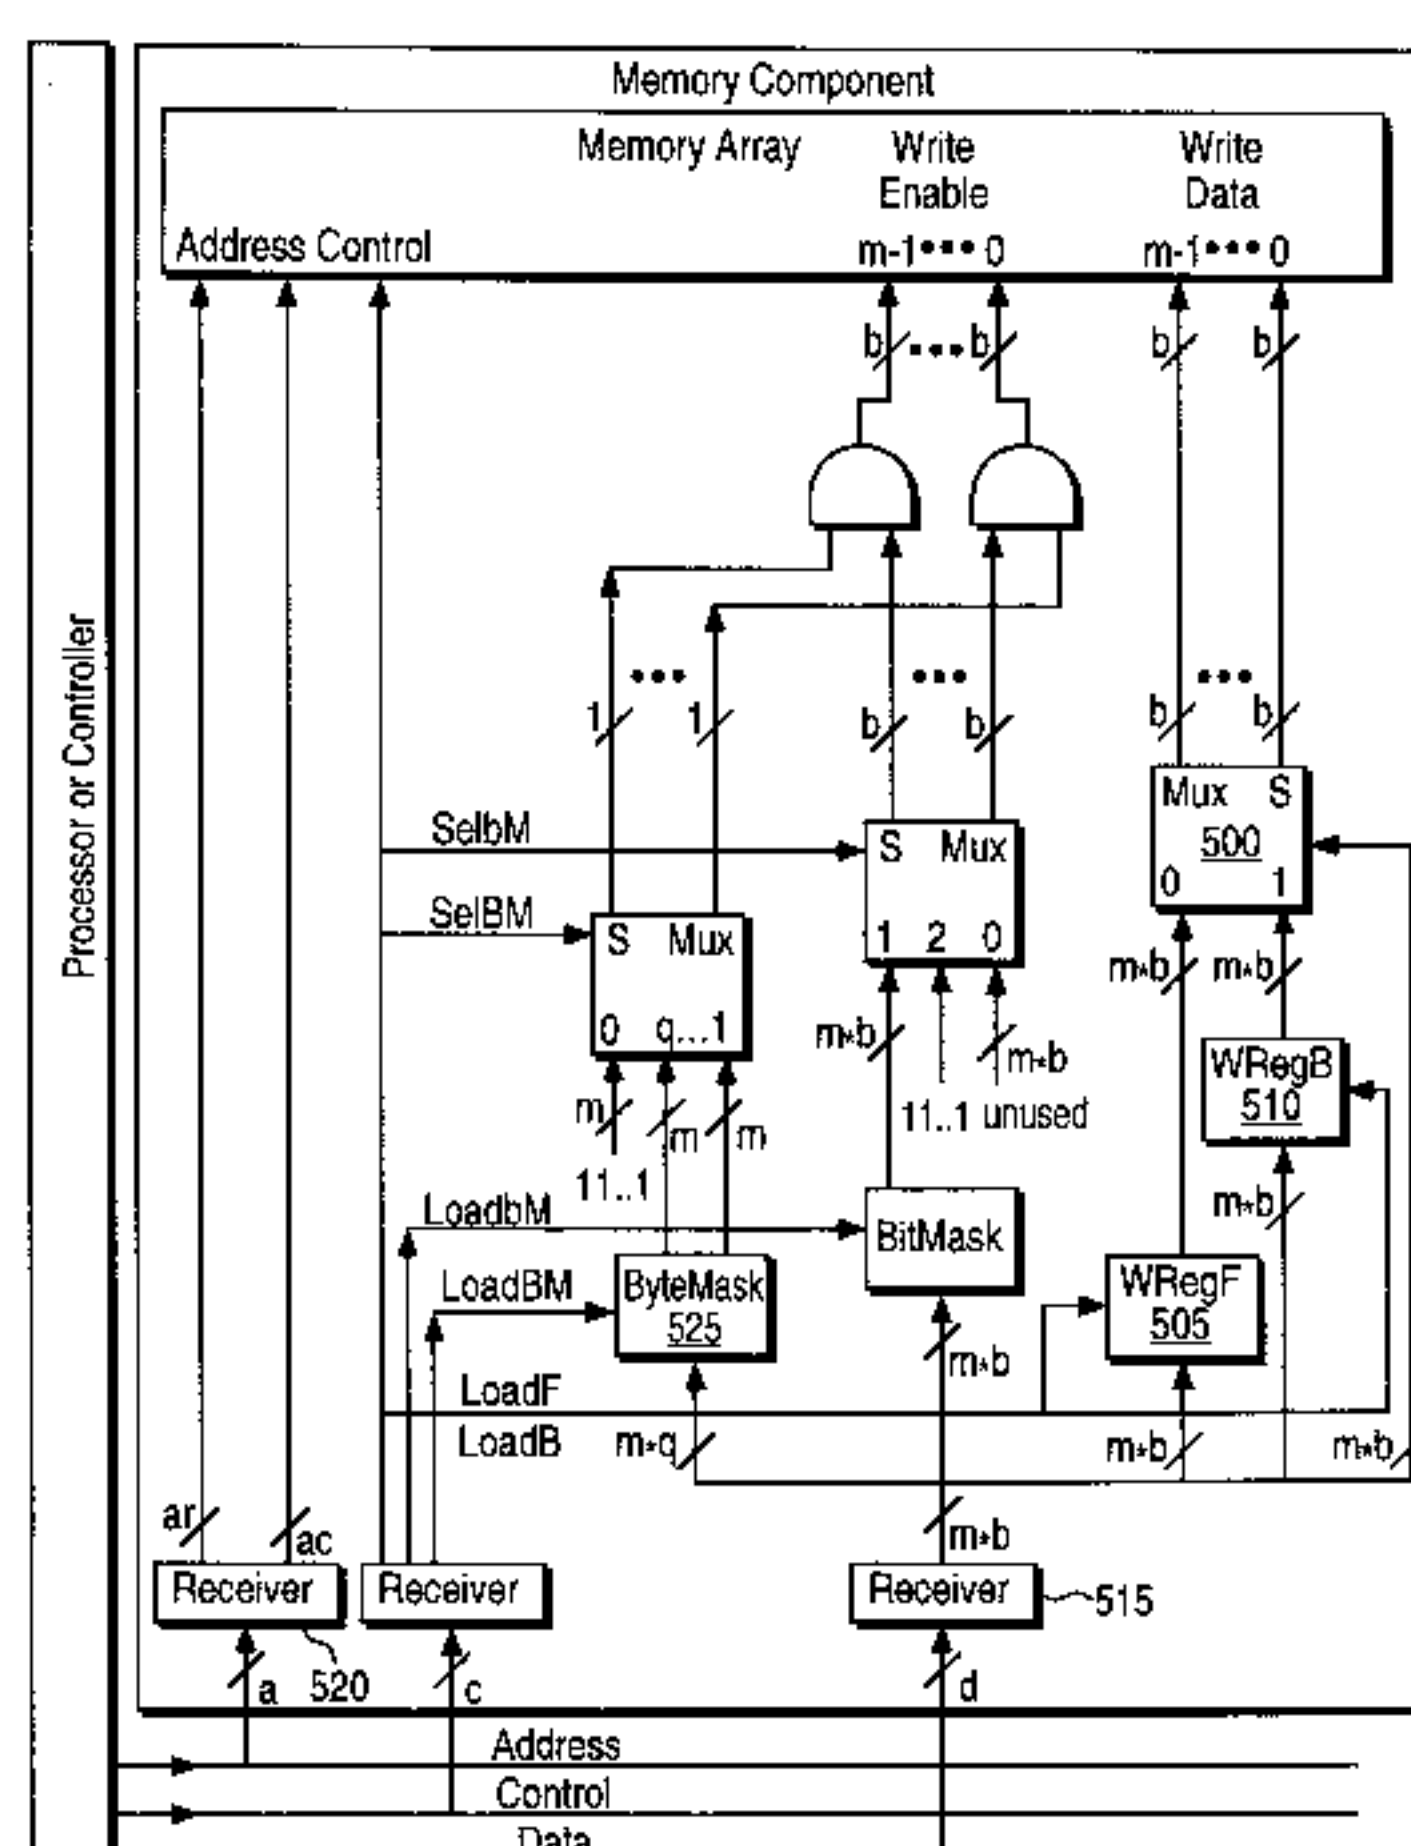 Memory Component
Memory Array
Write Enable
Write Data
Address Control
m-1•••0
m-1•••0
b
•••
b
b
b
Processor or Controller
•••
•••
•••
1
1
b
b
b
b
SelbM
SelBM
S Mux
1 2 0
Mux S
500
0 1
S Mux
0 q...1
m*b
m*b
m*b
m*b
m
m
m
11..1
11..1 unused
WRegB
510
m*b
LoadbM
BitMask
LoadBM
ByteMask
525
WRegF
505
m*b
LoadF
LoadB
m*q
m*b
m*b
ar
ac
m*b
Receiver
Receiver
Receiver
515
a
520
c
d
Address
Control
Data